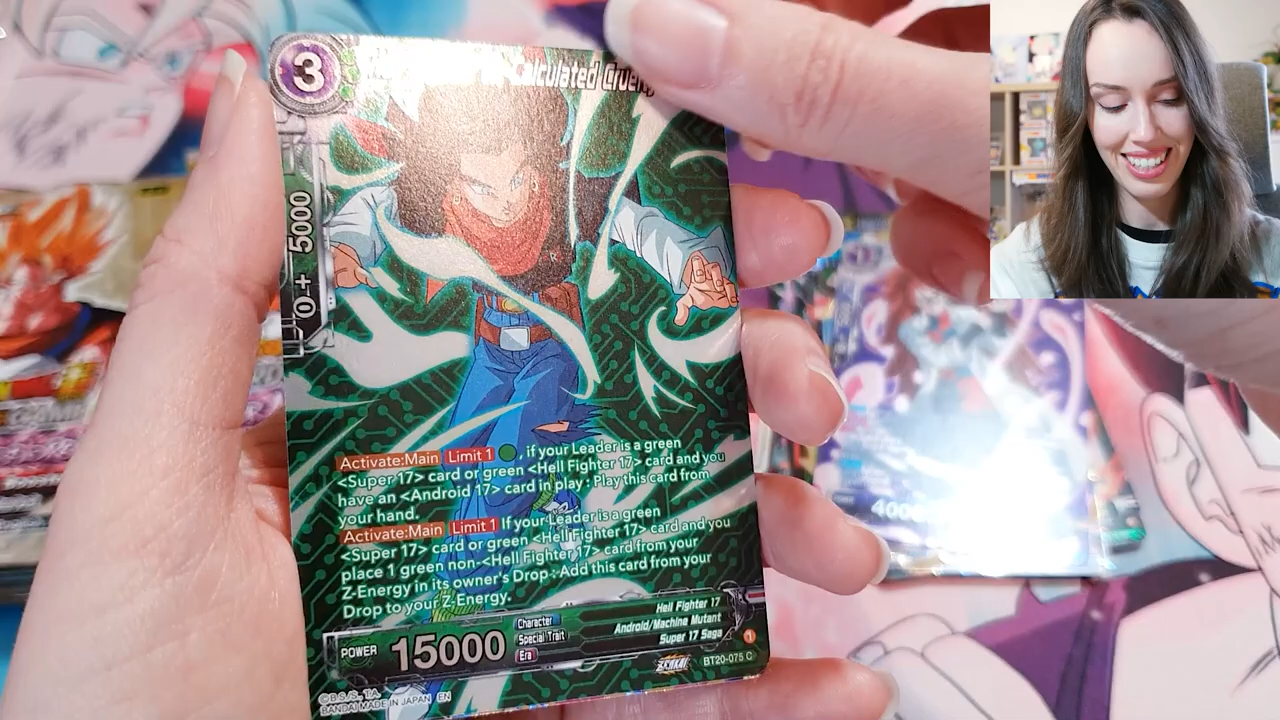 3
Calculated
0 + 5000
Activate:Main Limit 1 , if your Leader is a green
<Super 17> card or green <Hell Fighter 17> card and you
have an <Android 17> card in play : Play this card from
your hand.
Activate:Main Limit 1 If your Leader is a green
<Super 17> card or green <Hell Fighter 17> card and you
place 1 green non-<Hell Fighter 17> card from your
Z-Energy in its owner's Drop : Add this card from your
Drop to your Z-Energy.
POWER 15000
Character Hell Fighter 17
Special Trait Android/Machine Mutant
Era Super 17 Saga
BT20-075 C
©B.S./S., T.A.
BANDAI MADE IN JAPAN EN